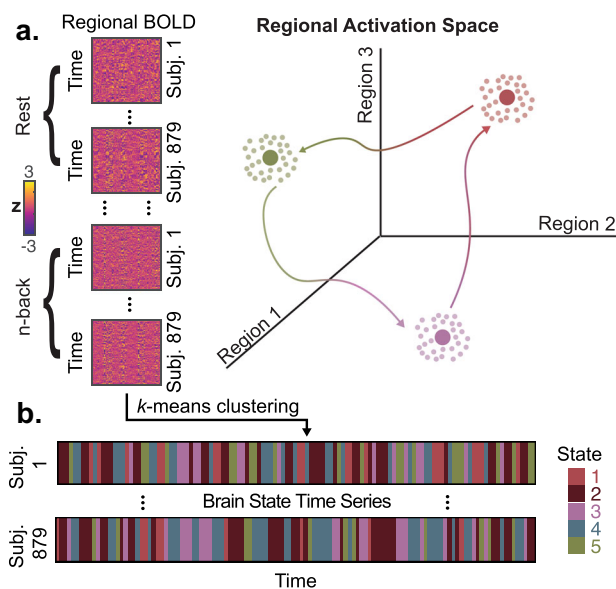 a.
Regional BOLD
Rest
Time
Subj. 1
...
Time
Subj. 879
... ...
3
z
-3
n-back
Time
Subj. 1
...
Time
Subj. 879
Regional Activation Space
Region 3
Region 2
Region 1
k-means clustering
b.
Subj.
1
... Brain State Time Series ...
Subj.
879
Time
State
1
2
3
4
5